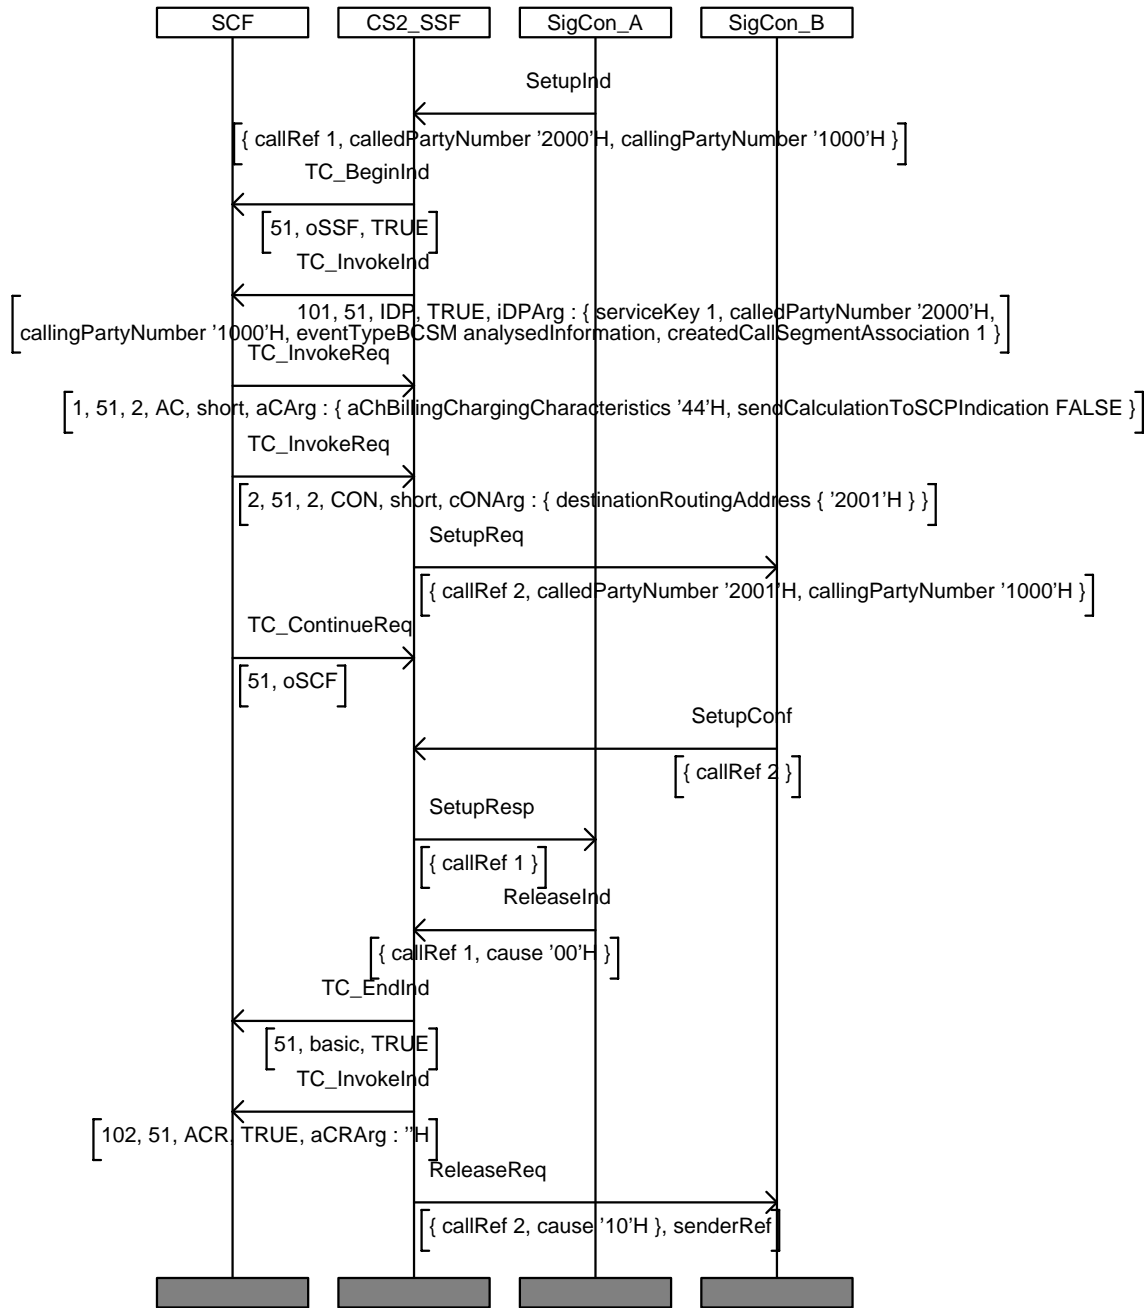 SCF CS2_SSF SigCon_A SigCon_B
SetupInd
{ callRef 1, calledPartyNumber ’2000’H, callingPartyNumber ’1000’H }
TC_BeginInd
51, oSSF, TRUE
TC_InvokeInd
101, 51, IDP, TRUE, iDPArg : { serviceKey 1, calledPartyNumber ’2000’H,
callingPartyNumber ’1000’H, eventTypeBCSM analysedInformation, createdCallSegmentAssociation 1 }
TC_InvokeReq
1, 51, 2, AC, short, aCArg : { aChBillingChargingCharacteristics ’44’H, sendCalculationToSCPIndication FALSE }
TC_InvokeReq
2, 51, 2, CON, short, cONArg : { destinationRoutingAddress { ’2001’H } }
SetupReq
{ callRef 2, calledPartyNumber ’2001’H, callingPartyNumber ’1000’H }
TC_ContinueReq
51, oSCF
SetupConf
{ callRef 2 }
SetupResp
{ callRef 1 }
ReleaseInd
{ callRef 1, cause ’00’H }
TC_EndInd
51, basic, TRUE
TC_InvokeInd
102, 51, ACR, TRUE, aCRArg : ’’H
ReleaseReq
{ callRef 2, cause ’10’H }, senderRef